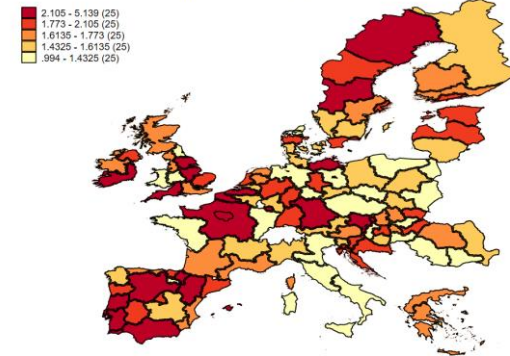 2.105 - 5.139 (25)
1.773 - 2.105 (25)
1.6135 - 1.773 (25)
1.4325 - 1.6135 (25)
.994 - 1.4325 (25)